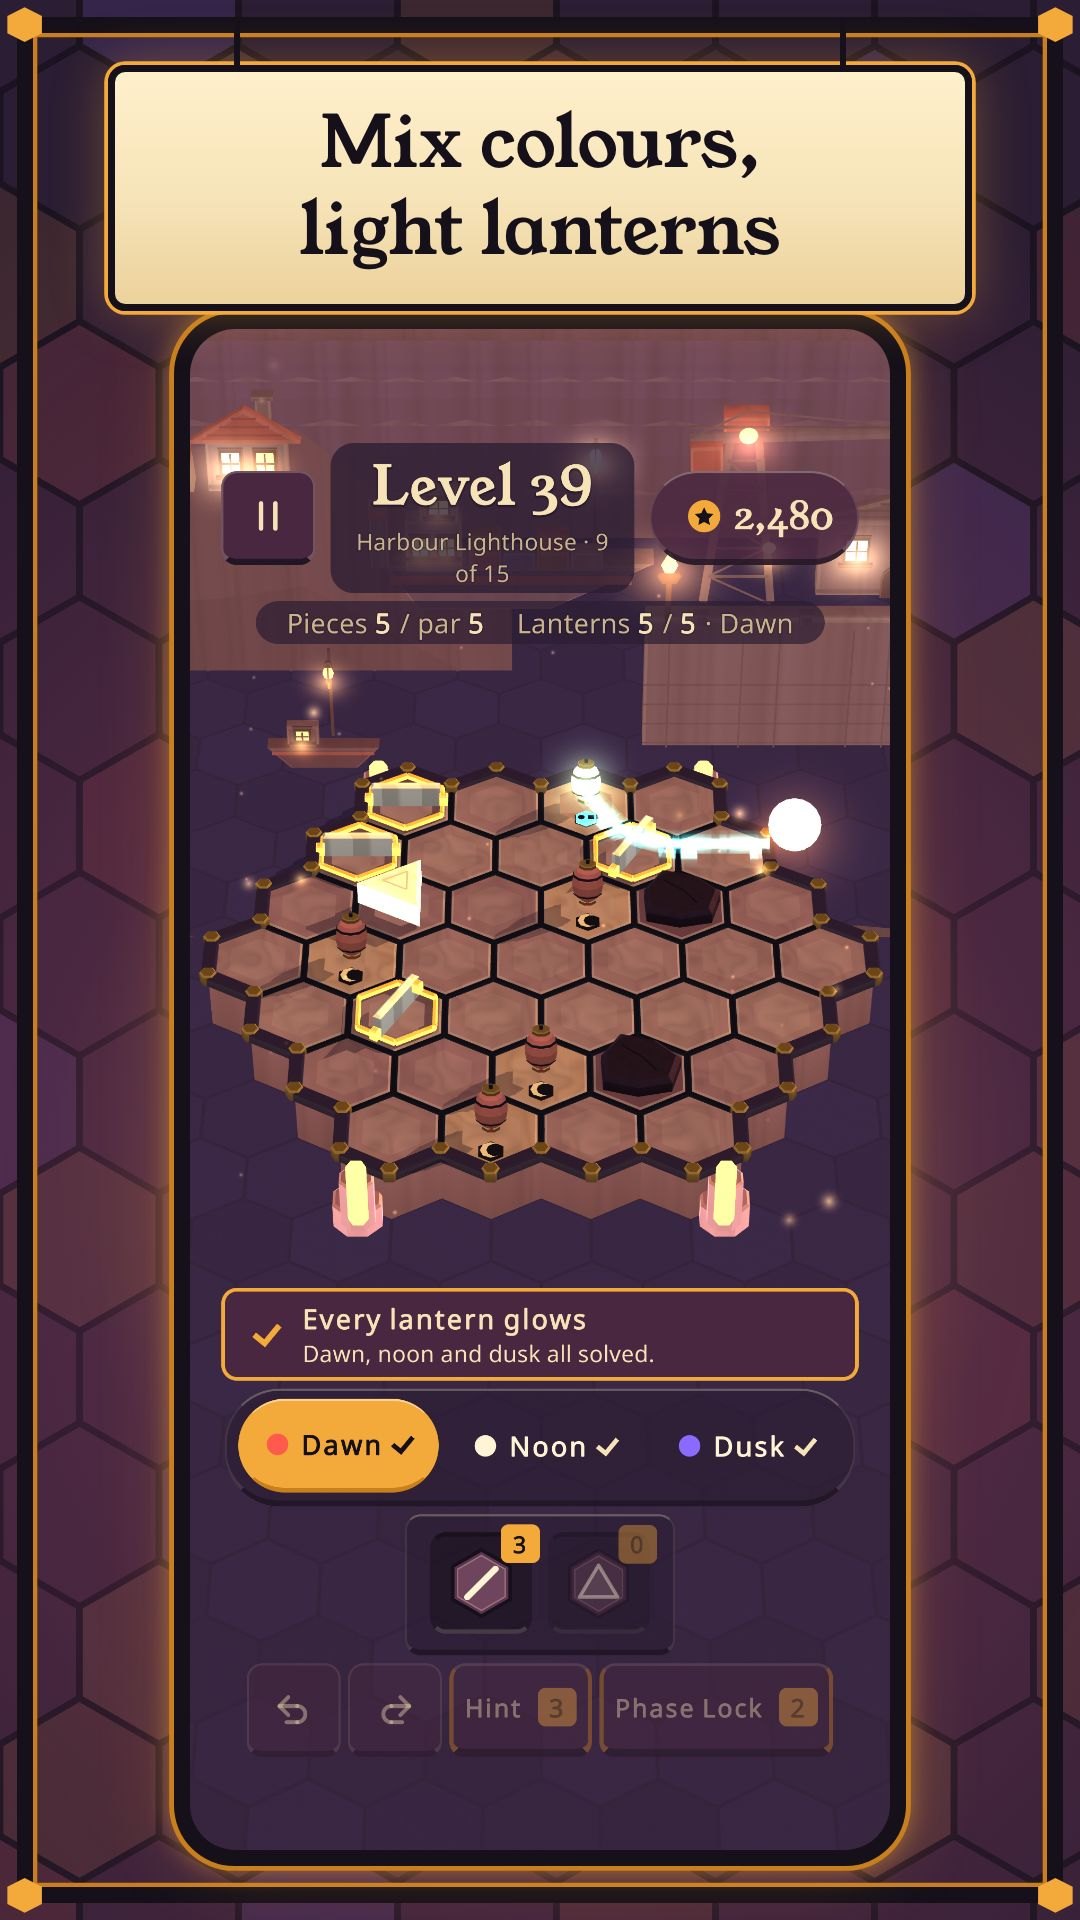 Mix colours,
light lanterns
Level 39
Harbour Lighthouse · 9
of 15
2,480
Pieces 5 / par 5 Lanterns 5 / 5 · Dawn
Every lantern glows
Dawn, noon and dusk all solved.
Dawn Noon Dusk
3 0
Hint 3 Phase Lock 2